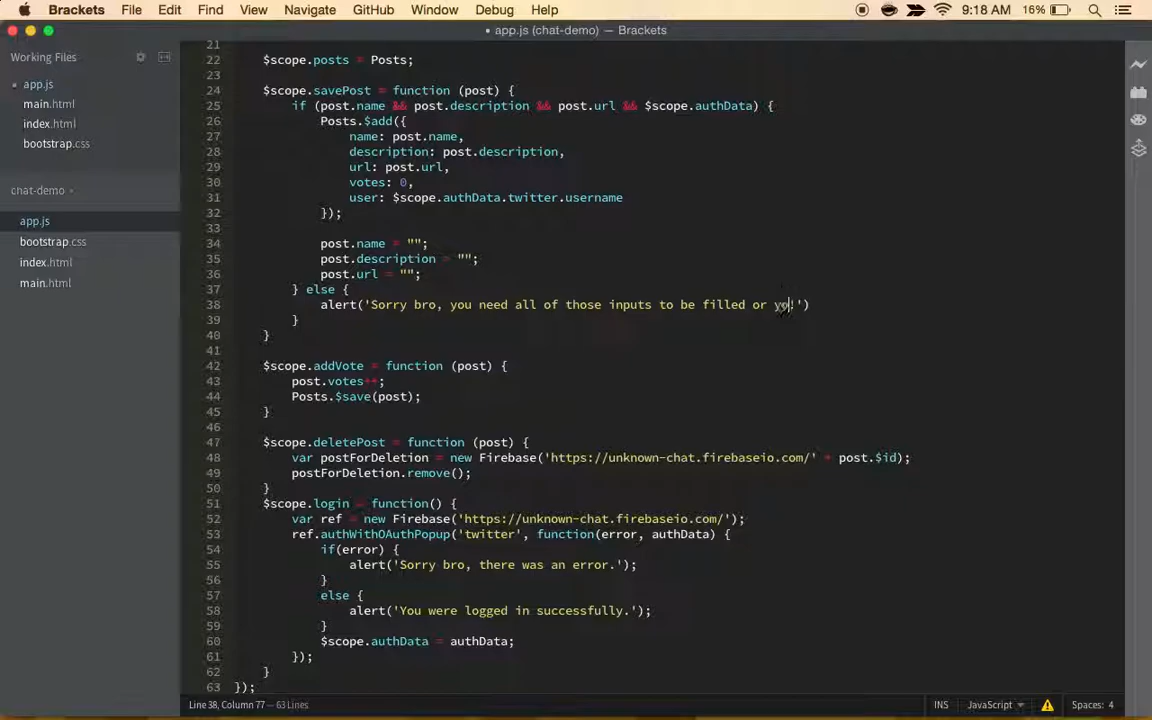 Brackets File Edit Find View Navigate GitHub Window Debug Help 9:18 AM 16%
• app.js (chat-demo) — Brackets
Working Files
app.js
main.html
index.html
bootstrap.css
chat-demo
app.js
bootstrap.css
index.html
main.html
21
22 $scope.posts = Posts;
23
24 $scope.savePost = function (post) {
25 if (post.name && post.description && post.url && $scope.authData) {
26 Posts.$add({
27 name: post.name,
28 description: post.description,
29 url: post.url,
30 votes: 0,
31 user: $scope.authData.twitter.username
32 });
33
34 post.name = "";
35 post.description = "";
36 post.url = "";
37 } else {
38 alert('Sorry bro, you need all of those inputs to be filled or yo!')
39 }
40 }
41
42 $scope.addVote = function (post) {
43 post.votes++;
44 Posts.$save(post);
45 }
46
47 $scope.deletePost = function (post) {
48 var postForDeletion = new Firebase('https://unknown-chat.firebaseio.com/' + post.$id);
49 postForDeletion.remove();
50 }
51 $scope.login = function() {
52 var ref = new Firebase('https://unknown-chat.firebaseio.com/');
53 ref.authWithOAuthPopup('twitter', function(error, authData) {
54 if(error) {
55 alert('Sorry bro, there was an error.');
56 }
57 else {
58 alert('You were logged in successfully.');
59 }
60 $scope.authData = authData;
61 });
62 }
63 });
Line 38, Column 77 — 63 Lines INS JavaScript Spaces: 4